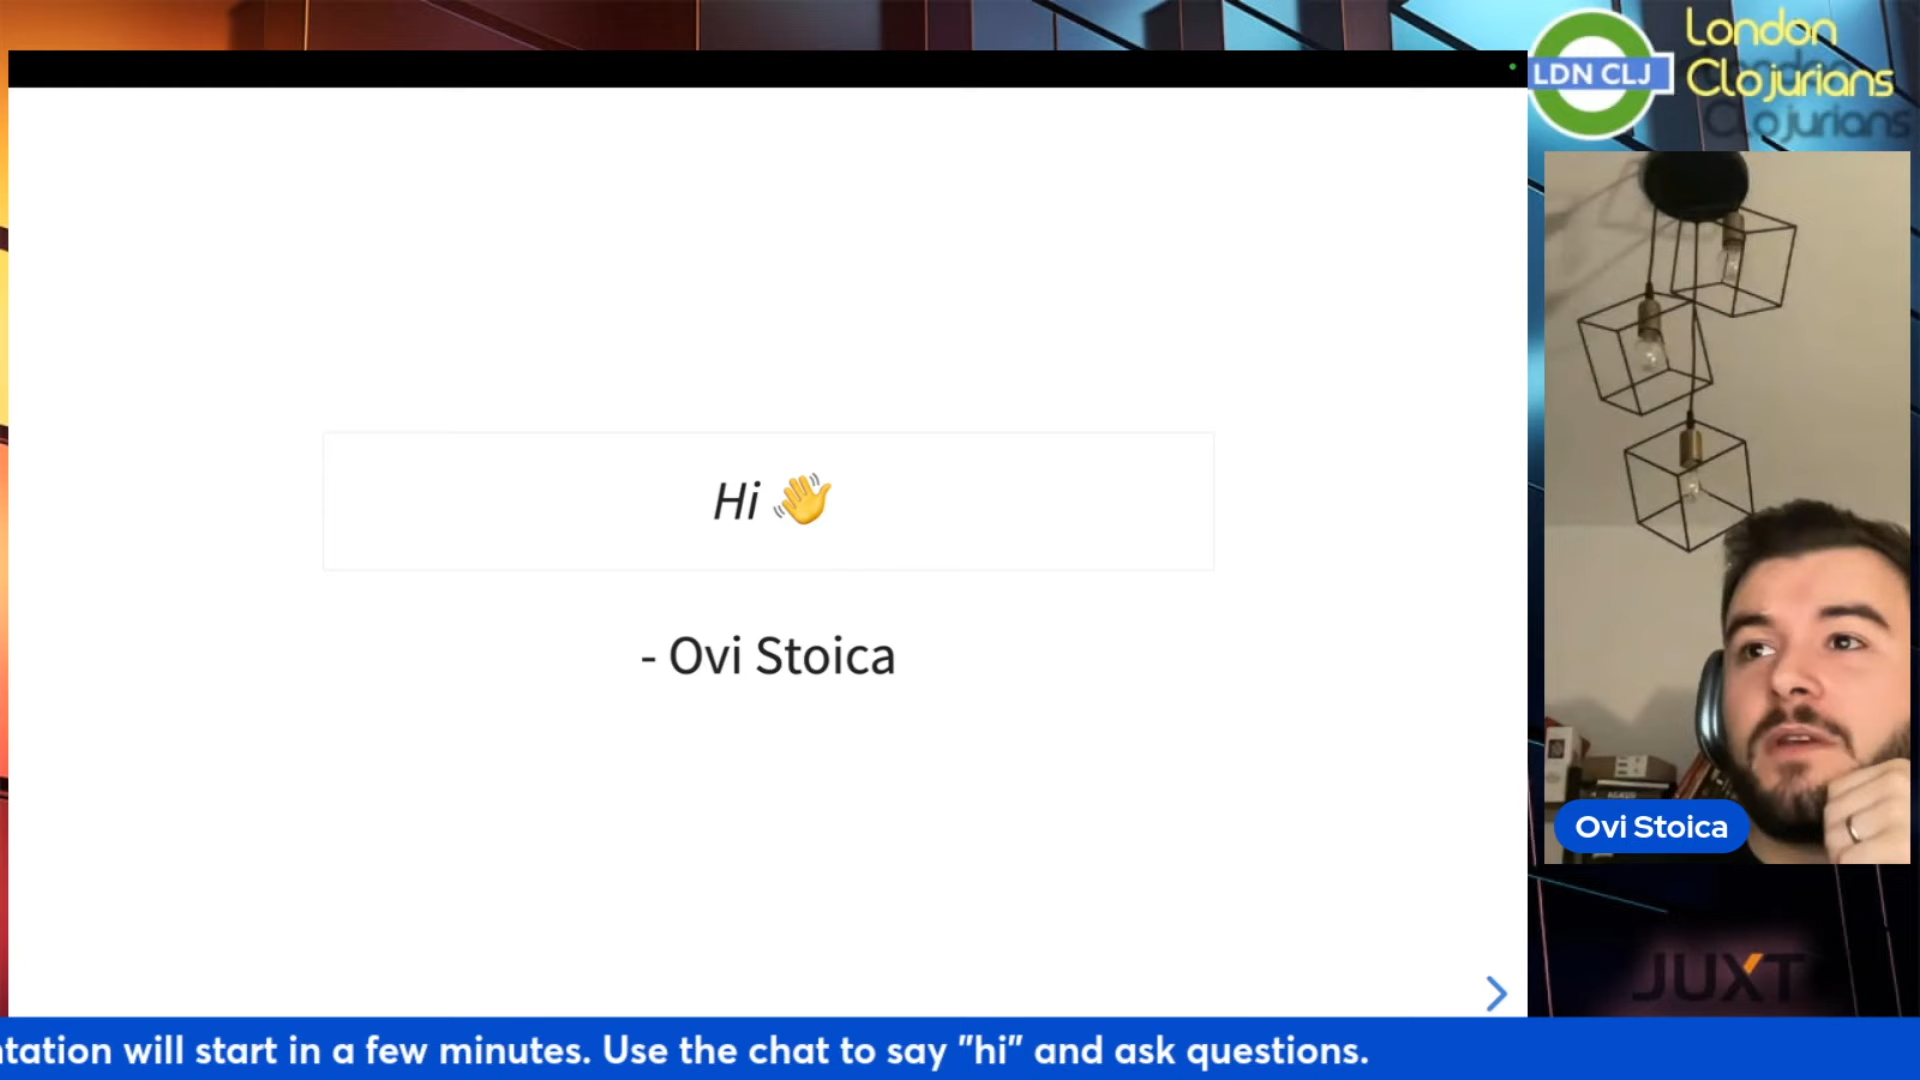 London
Clojurians
Clojurians
LDN CLJ
Hi 👋
- Ovi Stoica
Ovi Stoica
JUXT
tation will start in a few minutes. Use the chat to say "hi" and ask questions.